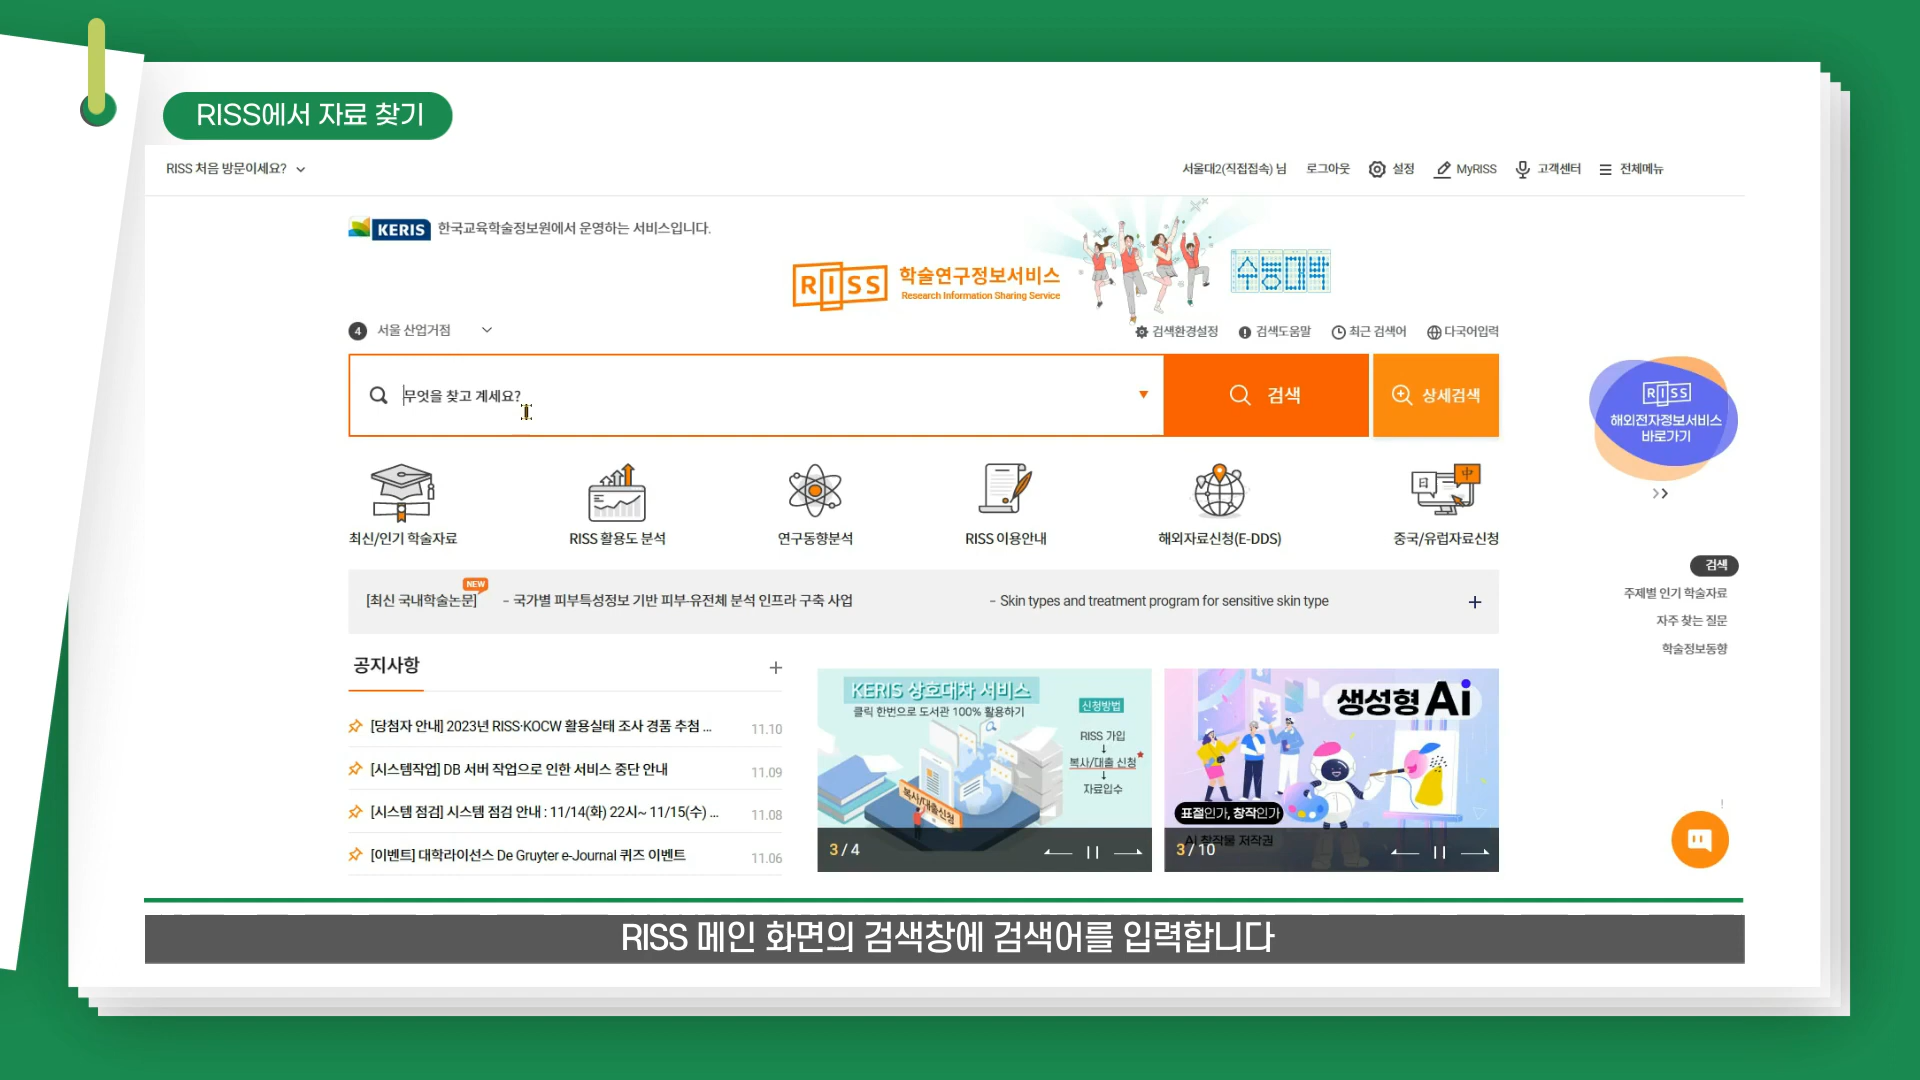 RISS에서 자료 찾기
RISS 처음 방문이세요?
서울대2(직접접속) 님 로그아웃 설정 MyRISS 고객센터 전체메뉴
KERIS 한국교육학술정보원에서 운영하는 서비스입니다.
RISS 학술연구정보서비스
Research Information Sharing Service
수능대박
4 서울 산업거점
검색환경설정 검색도움말 최근 검색어 다국어입력
무엇을 찾고 계세요?
검색
상세검색
RISS
해외전자정보서비스
바로가기
日 中
최신/인기 학술자료
RISS 활용도 분석
연구동향분석
RISS 이용안내
해외자료신청(E-DDS)
중국/유럽자료신청
NEW
[최신 국내학술논문] - 국가별 피부특성정보 기반 피부·유전체 분석 인프라 구축 사업 - Skin types and treatment program for sensitive skin type +
검색
주제별 인기 학술자료
자주 찾는 질문
학술정보동향
공지사항 +
[당첨자 안내] 2023년 RISS·KOCW 활용실태 조사 경품 추첨 ... 11.10
[시스템작업] DB 서버 작업으로 인한 서비스 중단 안내 11.09
[시스템 점검] 시스템 점검 안내 : 11/14(화) 22시~ 11/15(수) ... 11.08
[이벤트] 대학라이선스 De Gruyter e-Journal 퀴즈 이벤트 11.06
KERIS 상호대차 서비스
클릭 한번으로 도서관 100% 활용하기
신청방법
RISS 가입
↓
복사/대출 신청*
↓
자료입수
복사/대출신청
3 / 4
생성형 Ai
표절인가, 창작인가
AI 창작물 저작권
3 / 10
RISS 메인 화면의 검색창에 검색어를 입력합니다